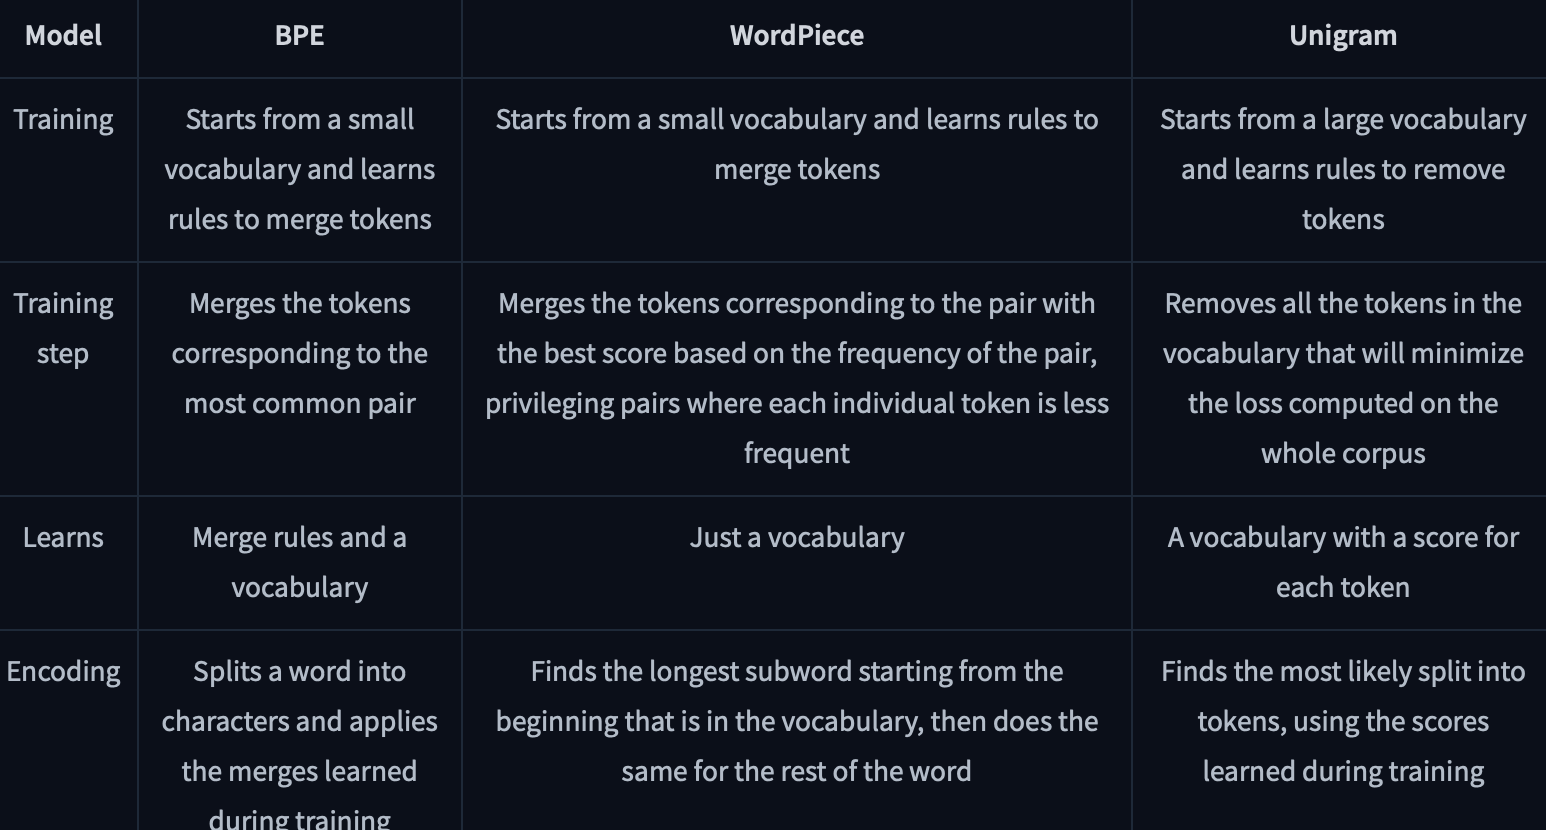 Model BPE WordPiece Unigram
Training
Starts from a small
vocabulary and learns
rules to merge tokens
Starts from a small vocabulary and learns rules to
merge tokens
Starts from a large vocabulary
and learns rules to remove
tokens
Training
step
Merges the tokens
corresponding to the
most common pair
Merges the tokens corresponding to the pair with
the best score based on the frequency of the pair,
privileging pairs where each individual token is less
frequent
Removes all the tokens in the
vocabulary that will minimize
the loss computed on the
whole corpus
Learns
Merge rules and a
vocabulary
Just a vocabulary
A vocabulary with a score for
each token
Encoding
Splits a word into
characters and applies
the merges learned
during training
Finds the longest subword starting from the
beginning that is in the vocabulary, then does the
same for the rest of the word
Finds the most likely split into
tokens, using the scores
learned during training